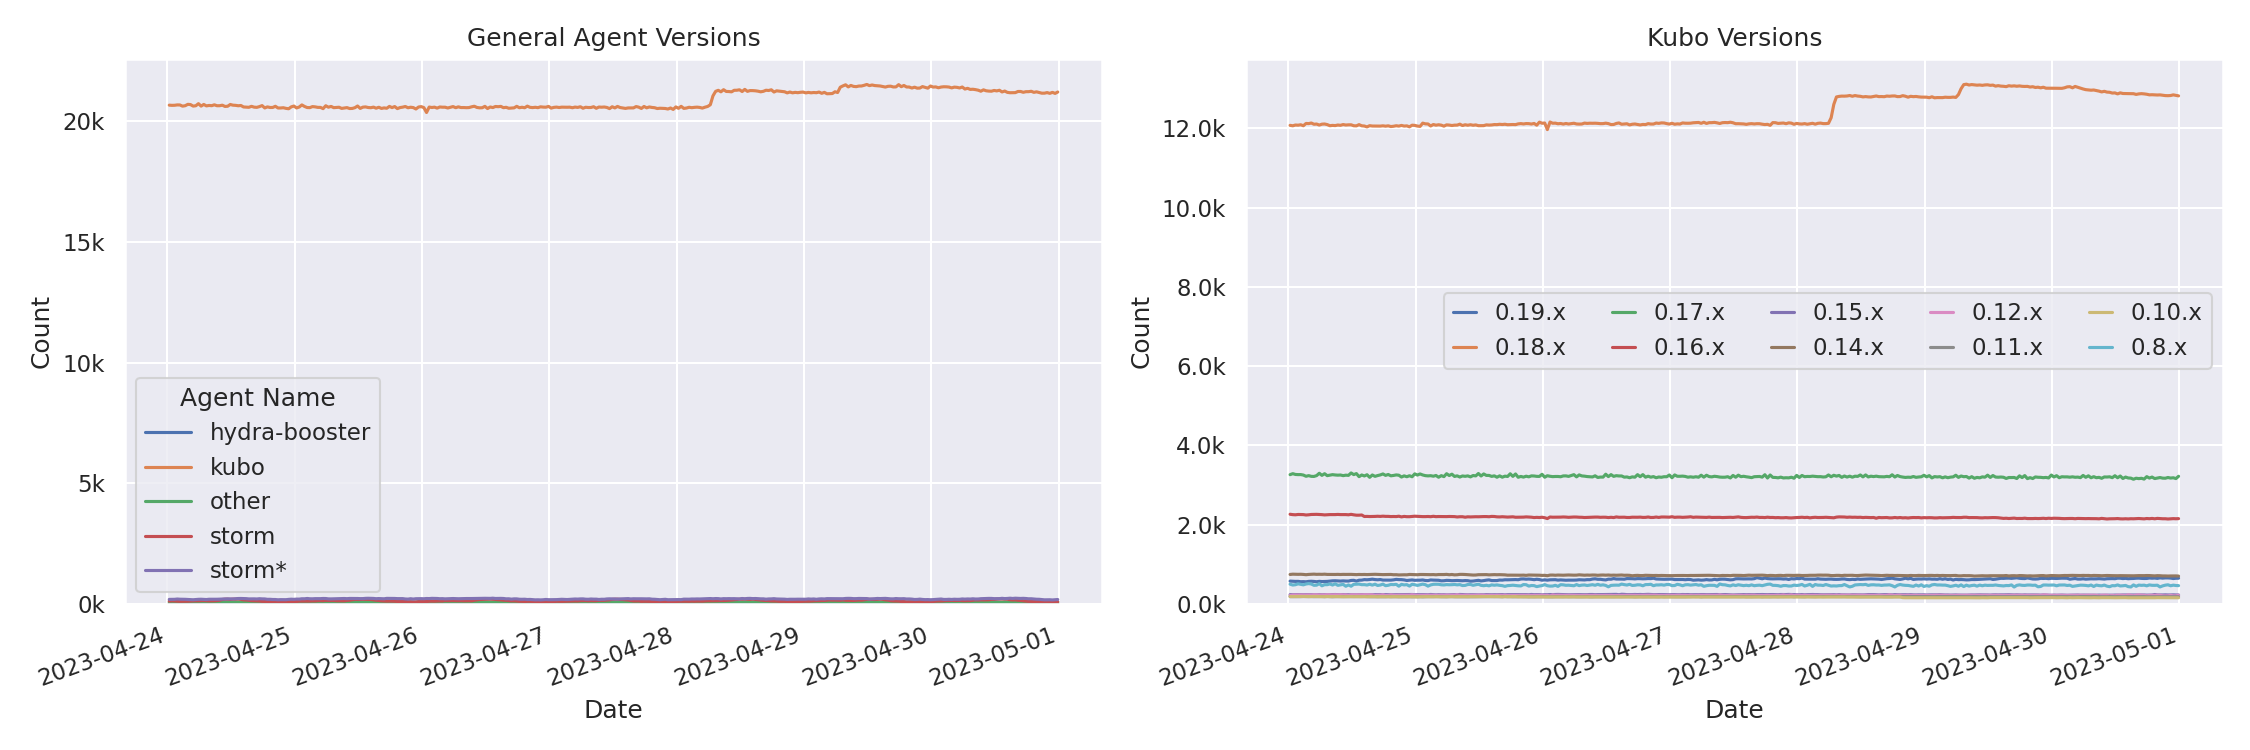 General Agent Versions
Count
20k
15k
10k
5k
0k
Agent Name
hydra-booster
kubo
other
storm
storm*
2023-04-24
2023-04-25
2023-04-26
2023-04-27
2023-04-28
2023-04-29
2023-04-30
2023-05-01
Date
Kubo Versions
Count
12.0k
10.0k
8.0k
6.0k
4.0k
2.0k
0.0k
0.19.x 0.17.x 0.15.x 0.12.x 0.10.x
0.18.x 0.16.x 0.14.x 0.11.x 0.8.x
2023-04-24
2023-04-25
2023-04-26
2023-04-27
2023-04-28
2023-04-29
2023-04-30
2023-05-01
Date